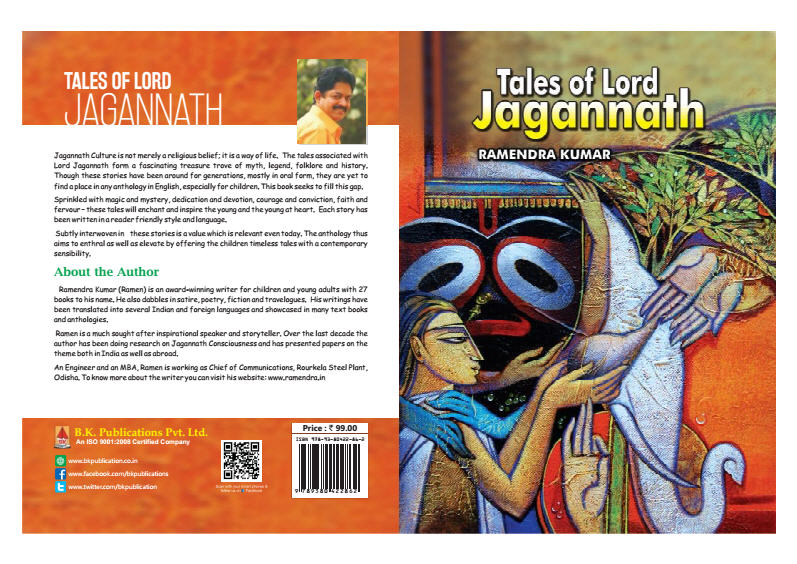 TALES OF LORD
JAGANNATH
Jagannath Culture is not merely a religious belief; it is a way of life. The tales associated with
Lord Jagannath form a fascinating treasure trove of myth, legend, folklore and history.
Though these stories have been around for generations, mostly in oral form, they are yet to
find a place in any anthology in English, especially for children. This book seeks to fill this gap.
Sprinkled with magic and mystery, dedication and devotion, courage and conviction, faith and
fervour – these tales will enchant and inspire the young and the young at heart. Each story has
been written in a reader friendly style and language.
Subtly interwoven in these stories is a value which is relevant even today. The anthology thus
aims to enthral as well as elevate by offering the children timeless tales with a contemporary
sensibility.
About the Author
Ramendra Kumar (Ramen) is an award-winning writer for children and young adults with 27
books to his name. He also dabbles in satire, poetry, fiction and travelogues. His writings have
been translated into several Indian and foreign languages and showcased in many text books
and anthologies.
Ramen is a much sought after inspirational speaker and storyteller. Over the last decade the
author has been doing research on Jagannath Consciousness and has presented papers on the
theme both in India as well as abroad.
An Engineer and an MBA, Ramen is working as Chief of Communications, Rourkela Steel Plant,
Odisha. To know more about the writer you can visit his website: www.ramendra.in
B.K. Publications Pvt. Ltd.
An ISO 9001:2008 Certified Company
www.bkpublication.co.in
www.facebook.com/bkpublications
www.twitter.com/bkpublication
Price : ₹ 99.00
ISBN 978-93-80422-86-2
9 789380 422862
Tales of Lord
Jagannath
RAMENDRA KUMAR